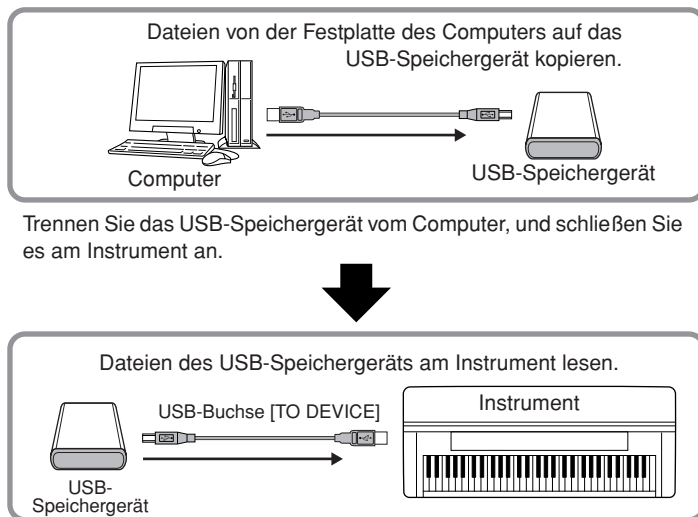 Dateien von der Festplatte des Computers auf das
USB-Speichergerät kopieren.
Computer
USB-Speichergerät
Trennen Sie das USB-Speichergerät vom Computer, und schließen Sie
es am Instrument an.
Dateien des USB-Speichergeräts am Instrument lesen.
USB-Buchse [TO DEVICE]
Instrument
USB-
Speichergerät